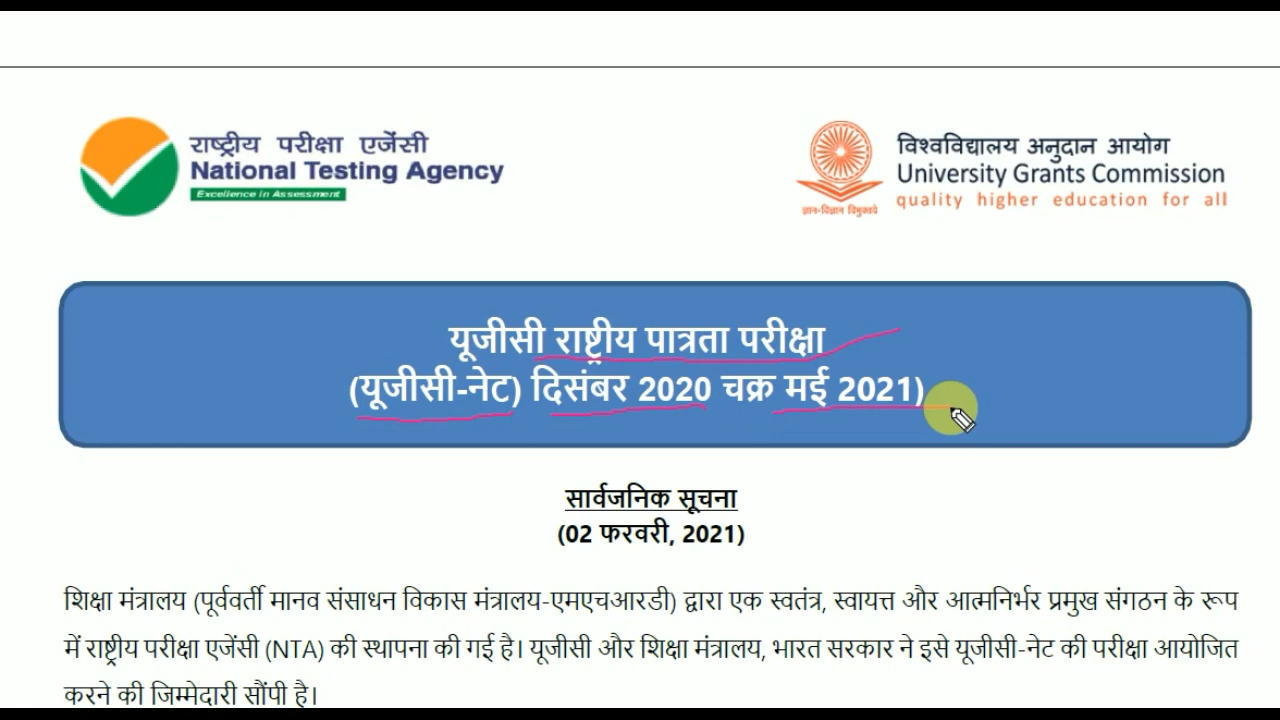 राष्ट्रीय परीक्षा एजेंसी
National Testing Agency
Excellence in Assessment
विश्वविद्यालय अनुदान आयोग
University Grants Commission
ज्ञान-विज्ञान विमुक्तये
quality higher education for all
यूजीसी राष्ट्रीय पात्रता परीक्षा
(यूजीसी-नेट) दिसंबर 2020 चक्र मई 2021)
सार्वजनिक सूचना
(02 फरवरी, 2021)
शिक्षा मंत्रालय (पूर्ववर्ती मानव संसाधन विकास मंत्रालय-एमएचआरडी) द्वारा एक स्वतंत्र, स्वायत्त और आत्मनिर्भर प्रमुख संगठन के रूप
में राष्ट्रीय परीक्षा एजेंसी (NTA) की स्थापना की गई है। यूजीसी और शिक्षा मंत्रालय, भारत सरकार ने इसे यूजीसी-नेट की परीक्षा आयोजित
करने की जिम्मेदारी सौंपी है।